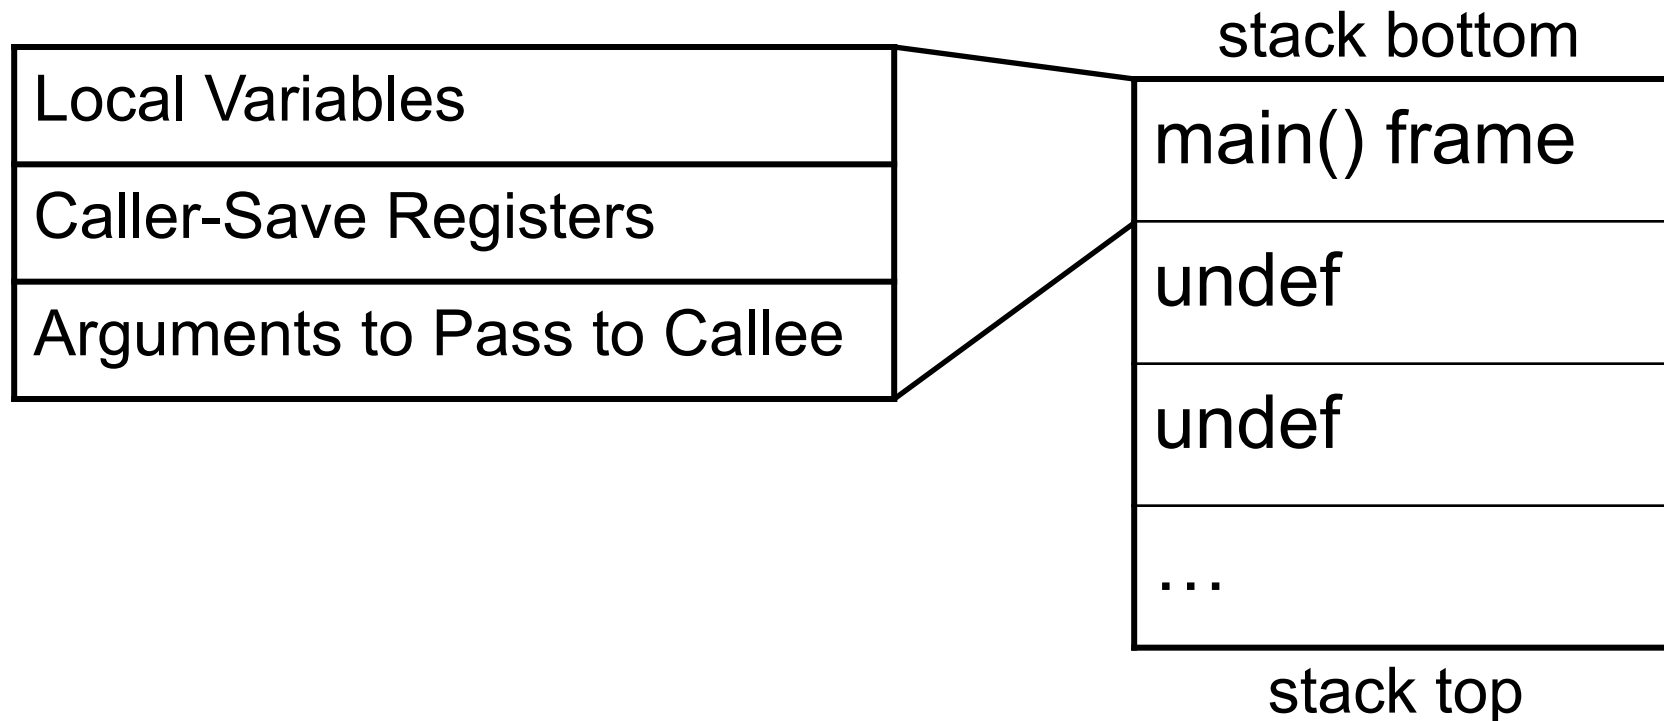 Local Variables
Caller-Save Registers
Arguments to Pass to Callee
stack bottom
main() frame
undef
undef
…
stack top